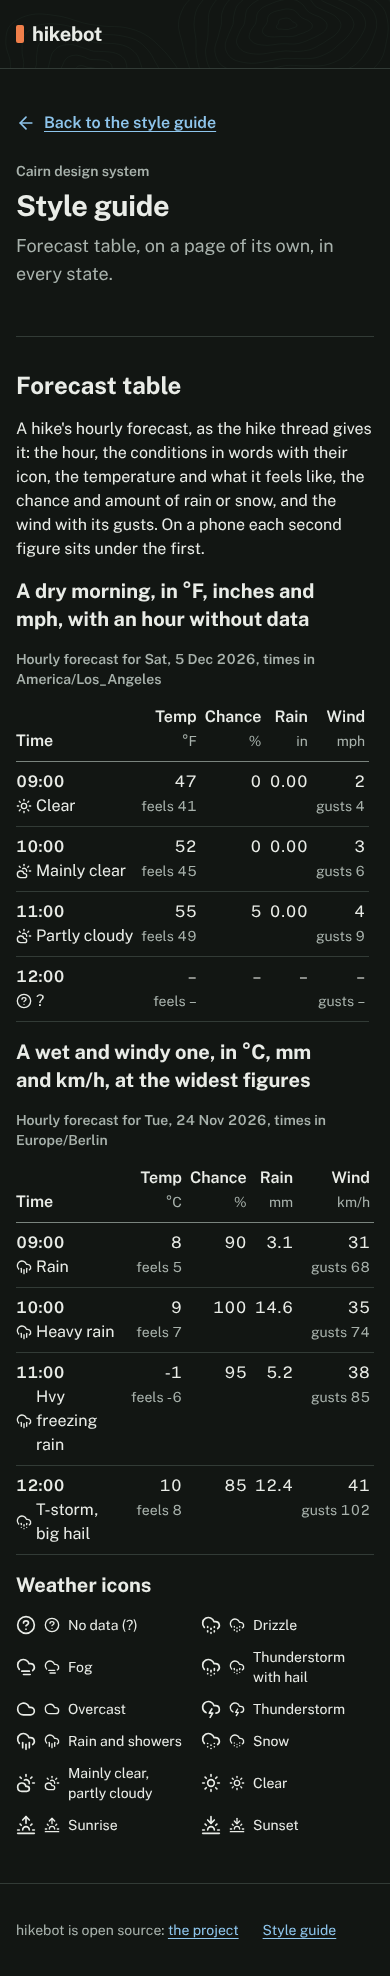 hikebot
Back to the style guide
Cairn design system
Style guide
Forecast table, on a page of its own, in
every state.
Forecast table
A hike's hourly forecast, as the hike thread gives
it: the hour, the conditions in words with their
icon, the temperature and what it feels like, the
chance and amount of rain or snow, and the
wind with its gusts. On a phone each second
figure sits under the first.
A dry morning, in °F, inches and
mph, with an hour without data
Hourly forecast for Sat, 5 Dec 2026, times in
America/Los_Angeles
Temp Chance Rain Wind
Time °F % in mph
09:00 47 0 0.00 2
Clear feels 41 gusts 4
10:00 52 0 0.00 3
Mainly clear feels 45 gusts 6
11:00 55 5 0.00 4
Partly cloudy feels 49 gusts 9
12:00 – – – –
? feels – gusts –
A wet and windy one, in °C, mm
and km/h, at the widest figures
Hourly forecast for Tue, 24 Nov 2026, times in
Europe/Berlin
Temp Chance Rain Wind
Time °C % mm km/h
09:00 8 90 3.1 31
Rain feels 5 gusts 68
10:00 9 100 14.6 35
Heavy rain feels 7 gusts 74
11:00 -1 95 5.2 38
Hvy feels -6 gusts 85
freezing
rain
12:00 10 85 12.4 41
T-storm, feels 8 gusts 102
big hail
Weather icons
No data (?) Drizzle
Fog Thunderstorm
with hail
Overcast Thunderstorm
Rain and showers Snow
Mainly clear, Clear
partly cloudy
Sunrise Sunset
hikebot is open source: the project Style guide